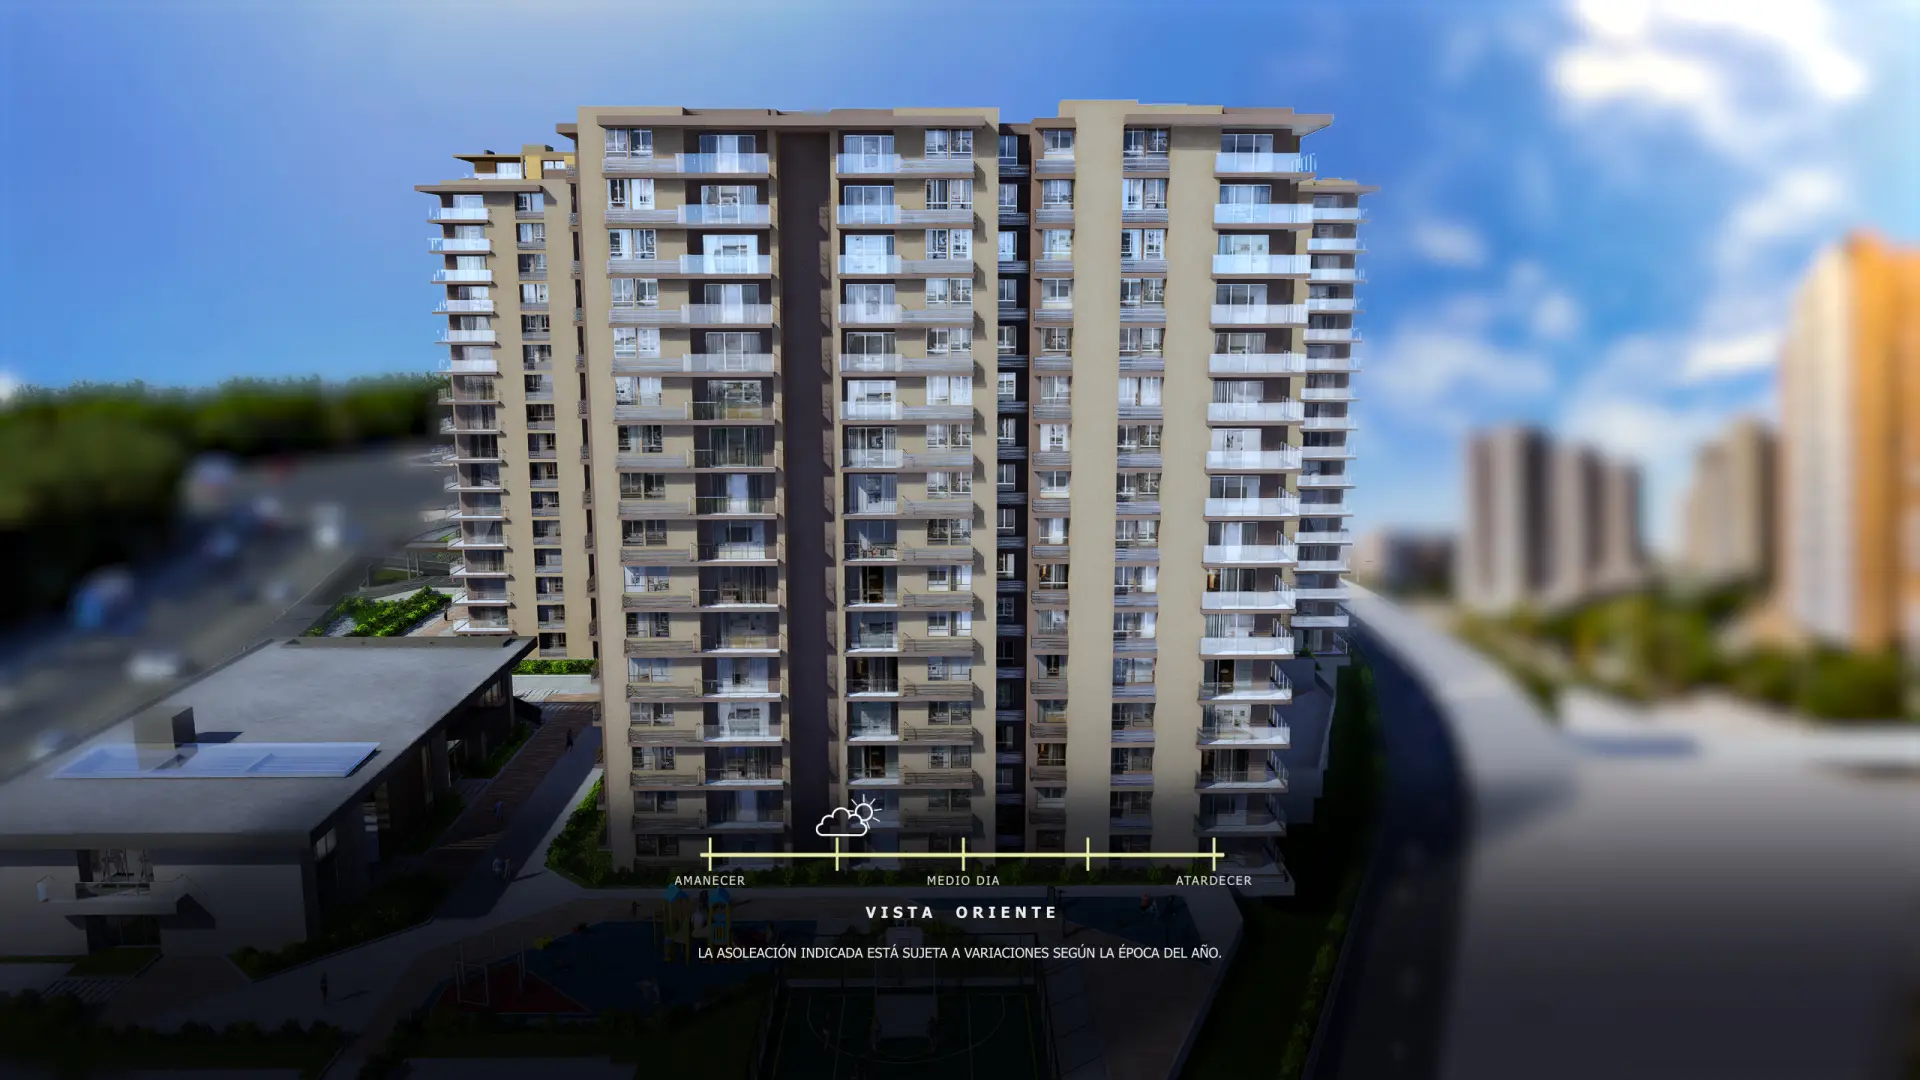 AMANECER MEDIO DIA ATARDECER
VISTA ORIENTE
LA ASOLEACIÓN INDICADA ESTÁ SUJETA A VARIACIONES SEGÚN LA ÉPOCA DEL AÑO.